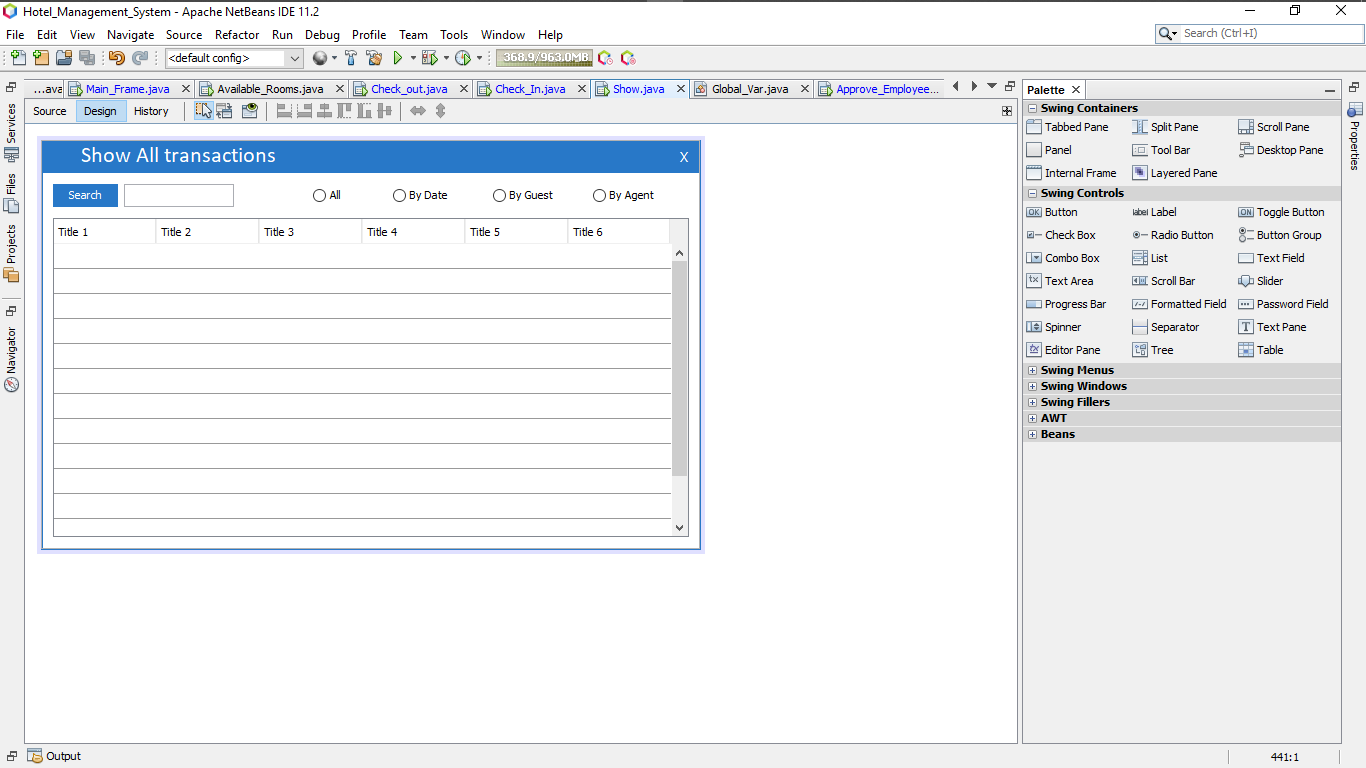 Hotel_Management_System - Apache NetBeans IDE 11.2
File Edit View Navigate Source Refactor Run Debug Profile Team Tools Window Help
Search (Ctrl+I)
<default config>
368.9/963.0MB
...ava Main_Frame.java Available_Rooms.java Check_out.java Check_In.java Show.java Global_Var.java Approve_Employee...
Source Design History
Services
Files
Projects
Navigator
Show All transactions X
Search All By Date By Guest By Agent
Title 1 Title 2 Title 3 Title 4 Title 5 Title 6
Palette
Swing Containers
Tabbed Pane Split Pane Scroll Pane
Panel Tool Bar Desktop Pane
Internal Frame Layered Pane
Swing Controls
OK Button label Label ON Toggle Button
Check Box Radio Button Button Group
Combo Box List Text Field
Text Area Scroll Bar Slider
Progress Bar Formatted Field Password Field
Spinner Separator Text Pane
Editor Pane Tree Table
Swing Menus
Swing Windows
Swing Fillers
AWT
Beans
Properties
Output
441:1